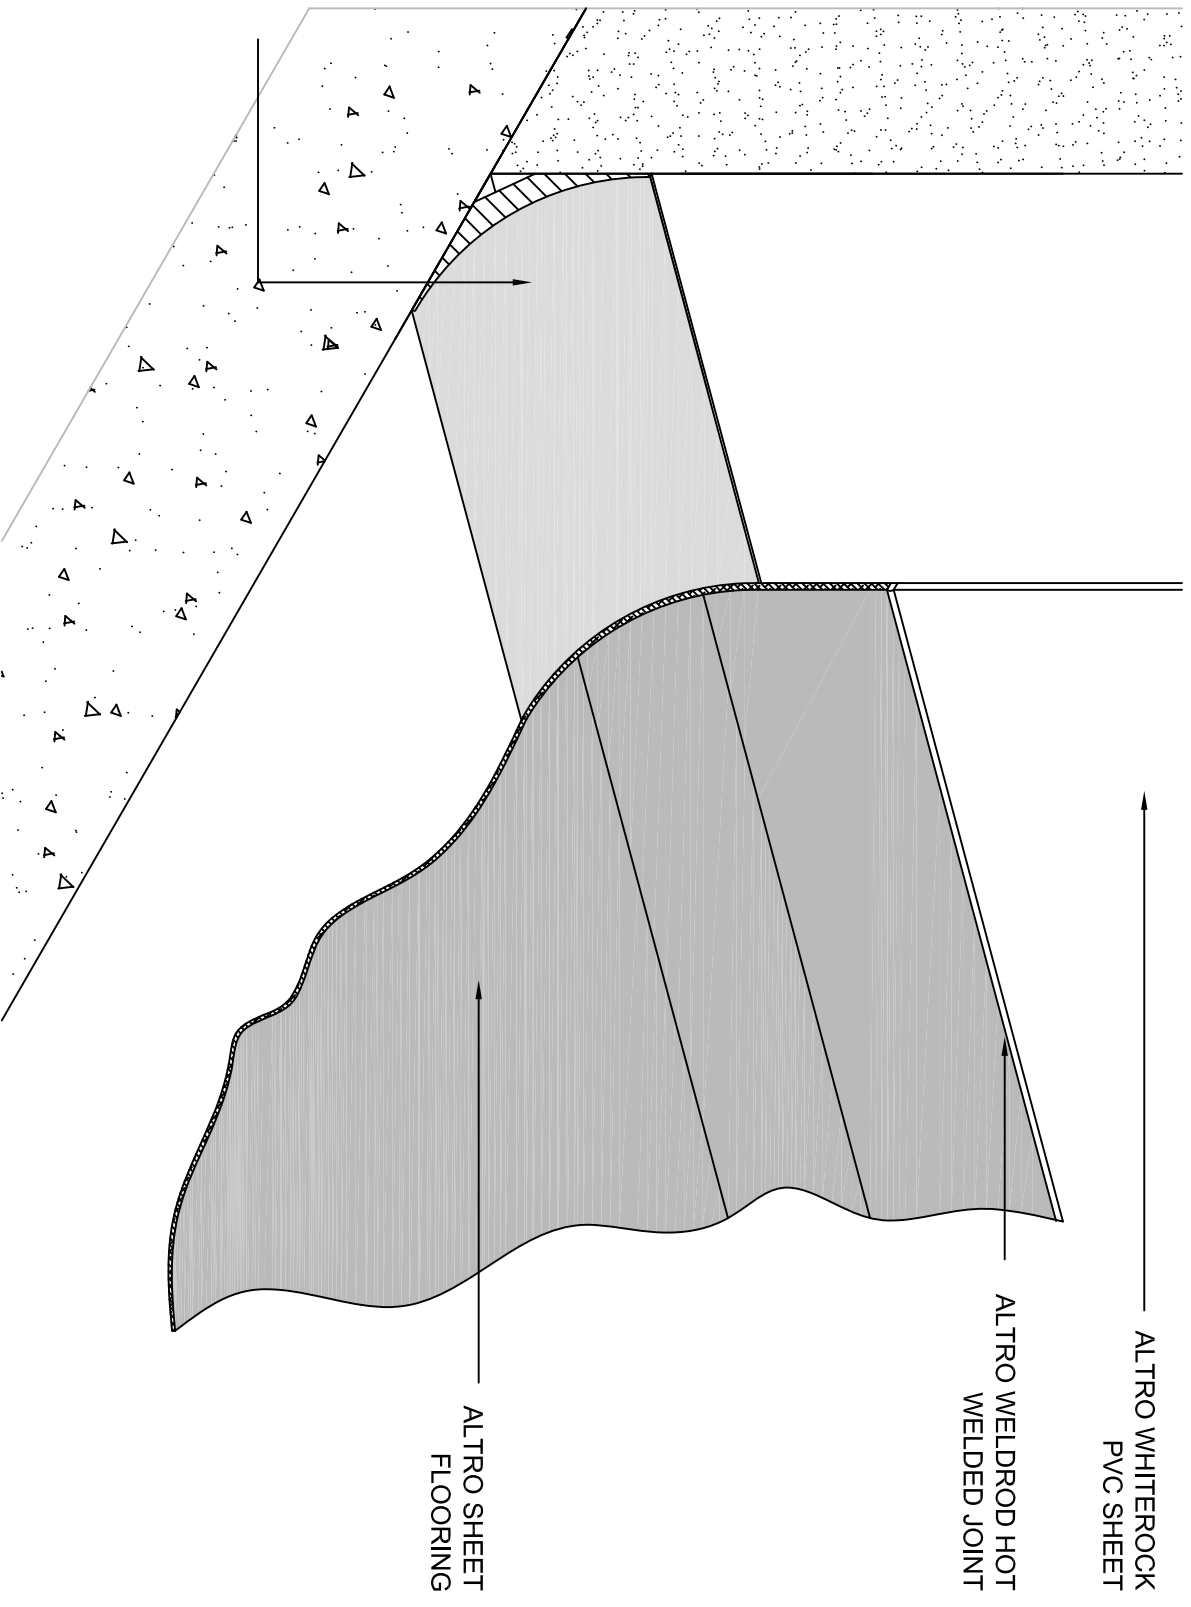 ALTRO WHITEROCK
PVC SHEET
ALTRO WELDROD HOT
WELDED JOINT
ALTRO SHEET
FLOORING